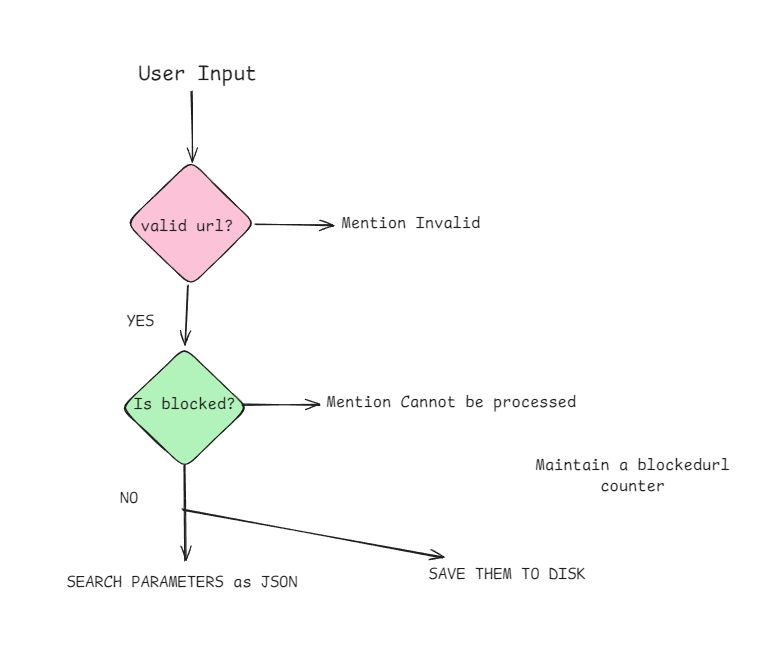 User Input
valid url?
Mention Invalid
YES
Is blocked?
Mention Cannot be processed
Maintain a blockedurl
counter
NO
SAVE THEM TO DISK
SEARCH PARAMETERS as JSON